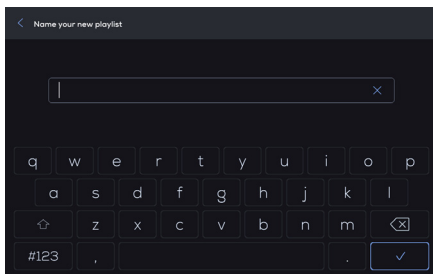 Name your new playlist
q w e r t y u i o p
a s d f g h j k l
z x c v b n m
#123 , .